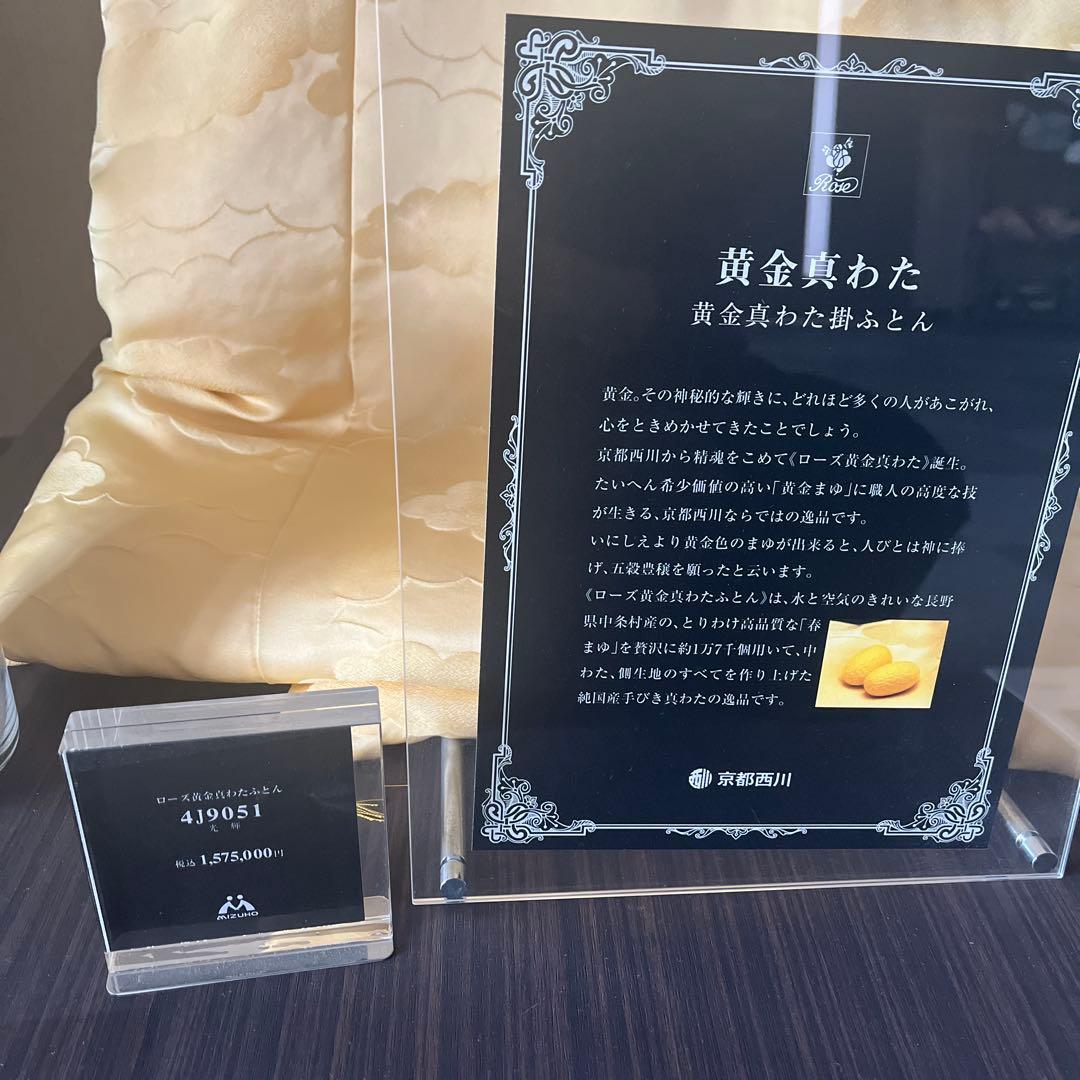 Rose
黄金真わた
黄金真わた掛ふとん
黄金。その神秘的な輝きに、どれほど多くの人があこがれ、
心をときめかせてきたことでしょう。
京都西川から精魂をこめて《ローズ黄金真わた》誕生。
たいへん希少価値の高い「黄金まゆ」に職人の高度な技
が生きる、京都西川ならではの逸品です。
いにしえより黄金色のまゆが出来ると、人びとは神に捧
げ、五穀豊穣を願ったと云います。
《ローズ黄金真わたふとん》は、水と空気のきれいな長野
県中条村産の、とりわけ高品質な「春
まゆ」を贅沢に約1万7千個用いて、中
わた、側生地のすべてを作り上げた
純国産手びき真わたの逸品です。
京都西川
ローズ黄金真わたふとん
4J9051
光輝
税込 1,575,000円
MIZUHO